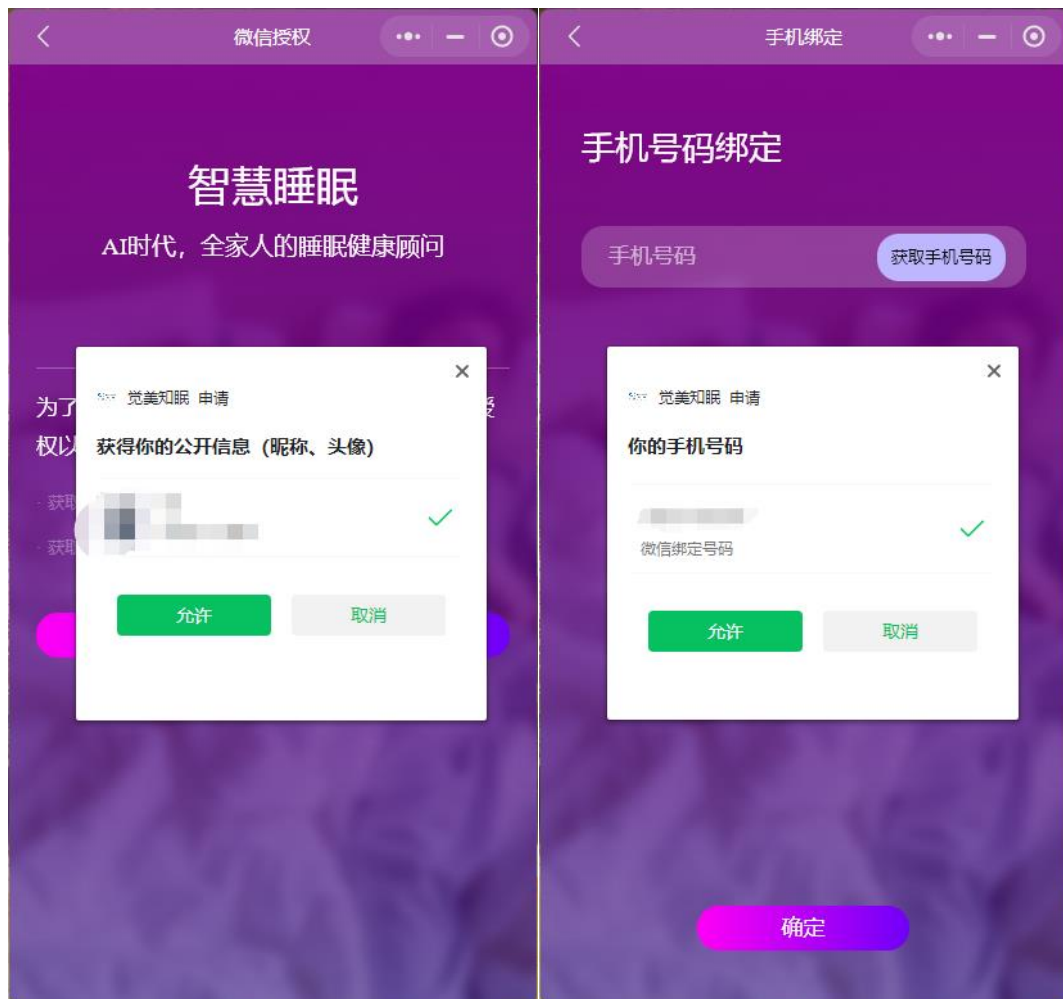 微信授权
智慧睡眠
AI时代，全家人的睡眠健康顾问
为了
权以
· 获取
· 获取
觉美知眠 申请
获得你的公开信息（昵称、头像）
允许
取消
手机绑定
手机号码绑定
手机号码
获取手机号码
觉美知眠 申请
你的手机号码
微信绑定号码
允许
取消
确定